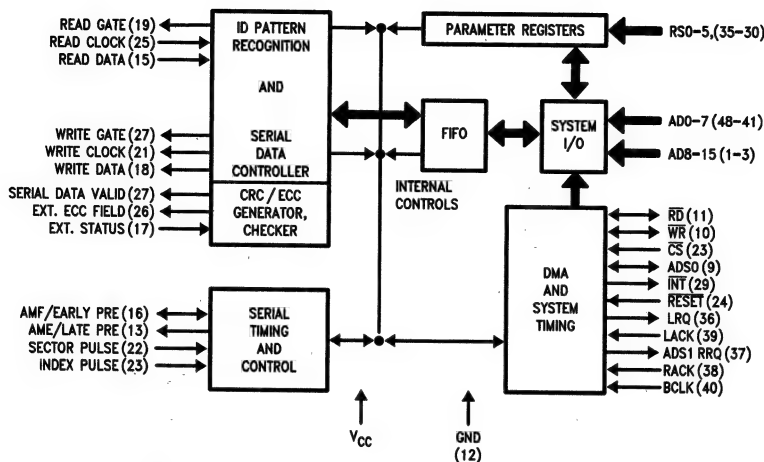 READ GATE (19)
READ CLOCK (25)
READ DATA (15)
WRITE GATE (27)
WRITE CLOCK (21)
WRITE DATA (18)
SERIAL DATA VALID (27)
EXT. ECC FIELD (26)
EXT. STATUS (17)
AMF/EARLY PRE (16)
AME/LATE PRE (13)
SECTOR PULSE (22)
INDEX PULSE (23)
ID PATTERN
RECOGNITION
AND
SERIAL
DATA
CONTROLLER
CRC/ECC
GENERATOR,
CHECKER
SERIAL
TIMING
AND
CONTROL
PARAMETER REGISTERS
FIFO
INTERNAL
CONTROLS
SYSTEM
I/O
DMA
AND
SYSTEM
TIMING
VCC
GND
(12)
RS0-5,(35-30)
AD0-7 (48-41)
AD8-15 (1-3)
RD (11)
WR (10)
CS (23)
ADS0 (9)
INT (29)
RESET (24)
LRQ (36)
LACK (39)
ADS1 RRQ (37)
RACK (38)
BCLK (40)